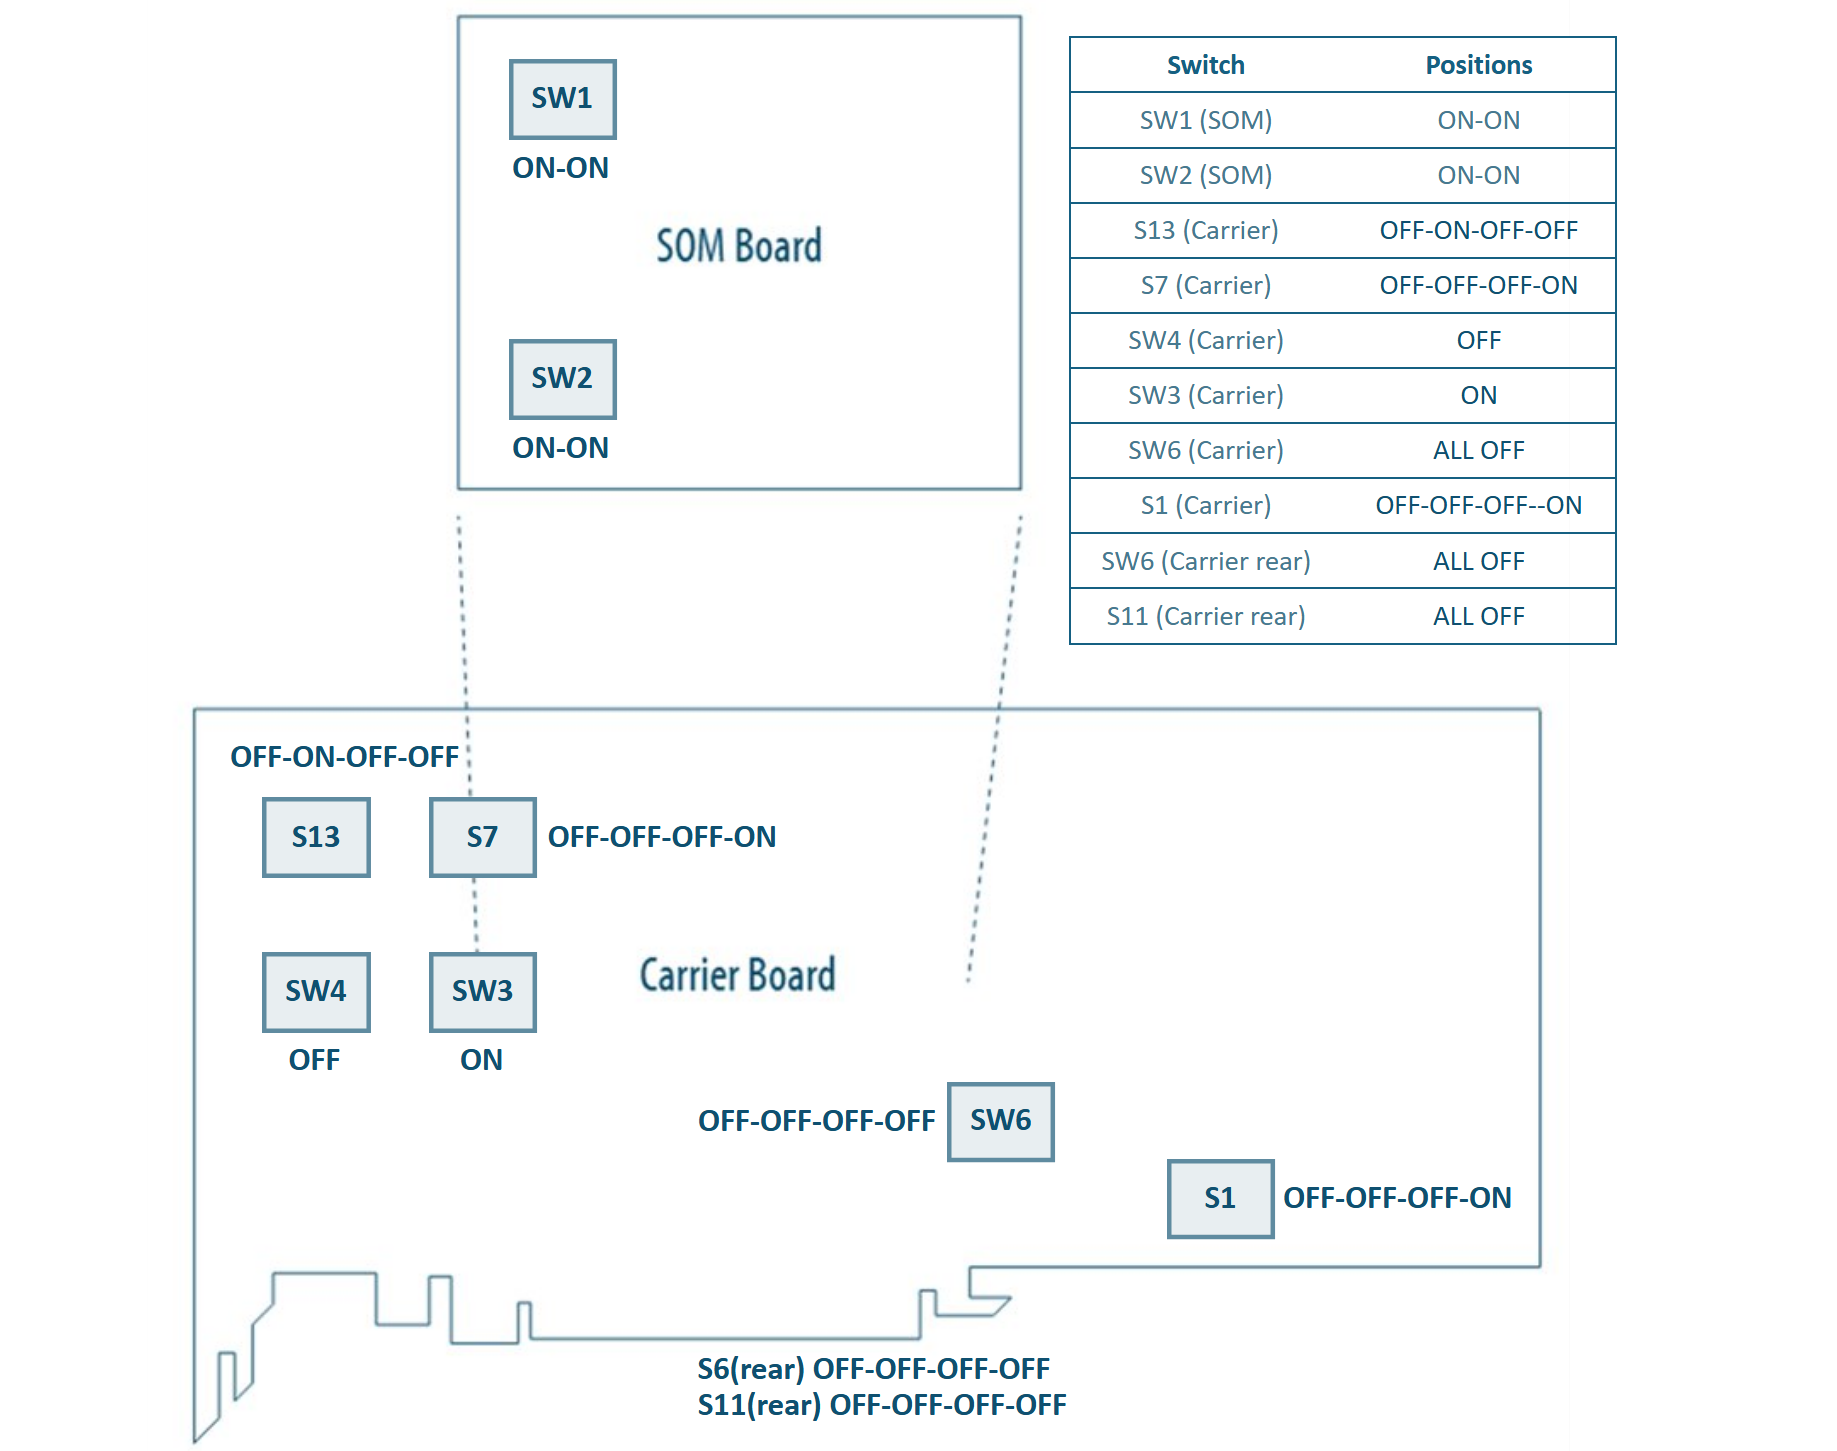 SW1
ON-ON
SOM Board
SW2
ON-ON
Switch Positions
SW1 (SOM) ON-ON
SW2 (SOM) ON-ON
S13 (Carrier) OFF-ON-OFF-OFF
S7 (Carrier) OFF-OFF-OFF-ON
SW4 (Carrier) OFF
SW3 (Carrier) ON
SW6 (Carrier) ALL OFF
S1 (Carrier) OFF-OFF-OFF--ON
SW6 (Carrier rear) ALL OFF
S11 (Carrier rear) ALL OFF
OFF-ON-OFF-OFF
S13
S7 OFF-OFF-OFF-ON
SW4
OFF
SW3
ON
Carrier Board
OFF-OFF-OFF-OFF SW6
S1 OFF-OFF-OFF-ON
S6(rear) OFF-OFF-OFF-OFF
S11(rear) OFF-OFF-OFF-OFF